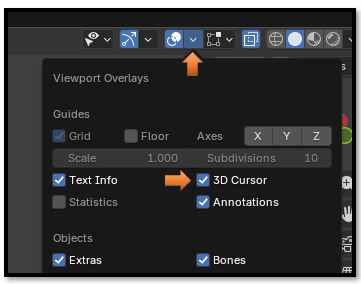 Viewport Overlays
Guides
Grid Floor Axes X Y Z
Scale 1.000 Subdivisions 10
Text Info 3D Cursor
Statistics Annotations
Objects
Extras Bones